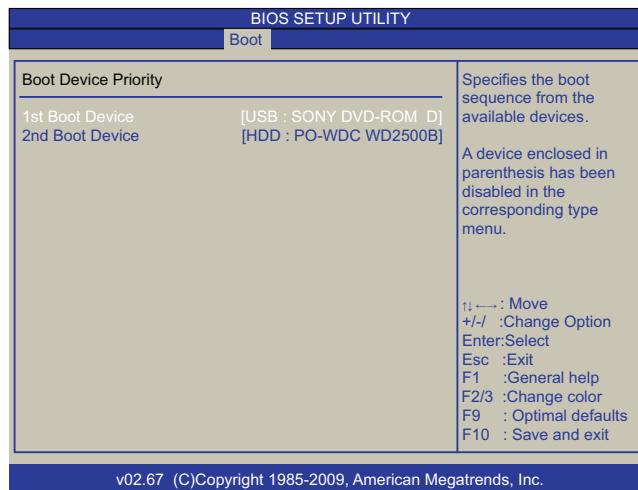 BIOS SETUP UTILITY
Boot
Boot Device Priority
1st Boot Device [USB : SONY DVD-ROM D]
2nd Boot Device [HDD : PO-WDC WD2500B]
Specifies the boot
sequence from the
available devices.
A device enclosed in
parenthesis has been
disabled in the
corresponding type
menu.
↑↓ ←→ : Move
+/-/ :Change Option
Enter:Select
Esc :Exit
F1 :General help
F2/3 :Change color
F9 : Optimal defaults
F10 : Save and exit
v02.67 (C)Copyright 1985-2009, American Megatrends, Inc.